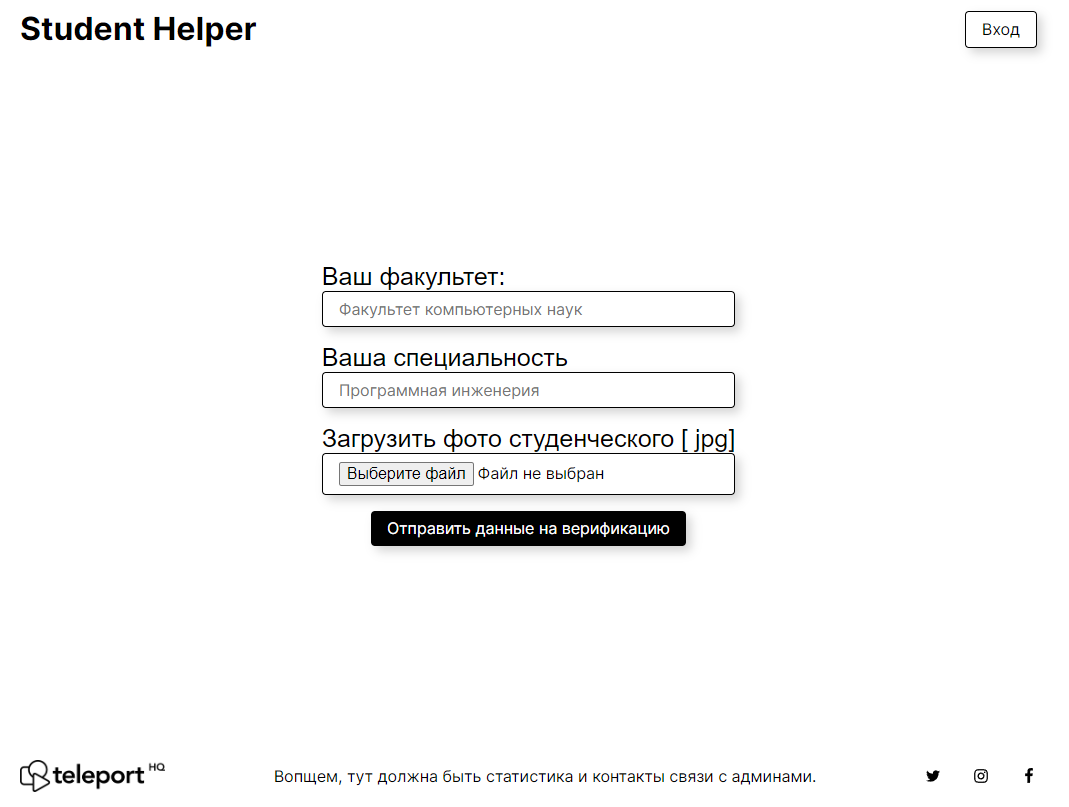 Student Helper
Вход
Ваш факультет:
Факультет компьютерных наук
Ваша специальность
Программная инженерия
Загрузить фото студенческого [ jpg]
Выберите файл Файл не выбран
Отправить данные на верификацию
teleport HQ
Вопщем, тут должна быть статистика и контакты связи с админами.